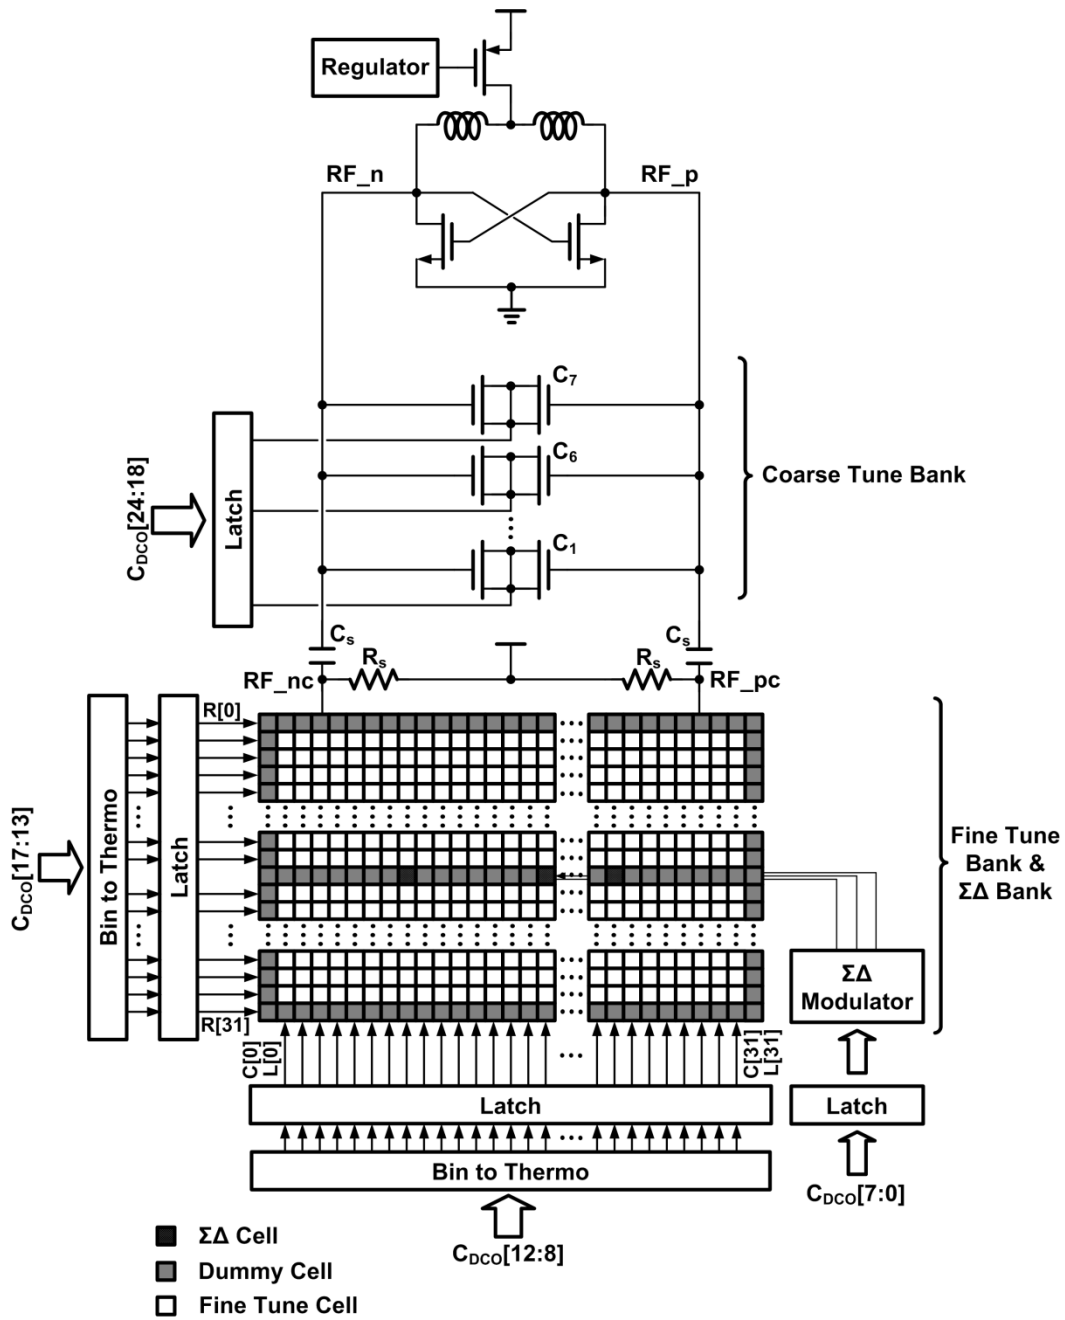 Regulator
RF_n
RF_p
C7
C6
C1
Coarse Tune Bank
Latch
CDCO[24:18]
Cs
Cs
Rs
Rs
RF_nc
RF_pc
R[0]
R[31]
Bin to Thermo
Latch
CDCO[17:13]
Fine Tune
Bank &
ΣΔ Bank
ΣΔ
Modulator
C[0]
L[0]
C[31]
L[31]
Latch
Latch
Bin to Thermo
CDCO[7:0]
CDCO[12:8]
ΣΔ Cell
Dummy Cell
Fine Tune Cell